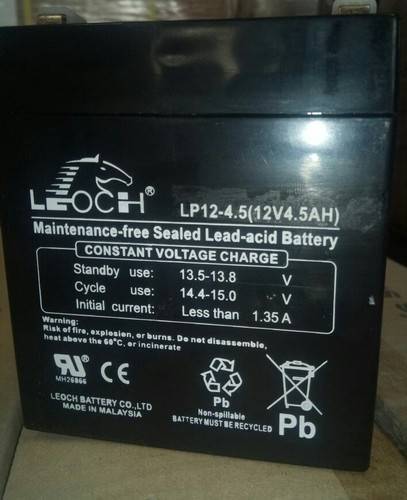 LEOCH®
LP12-4.5(12V4.5AH)
Maintenance-free Sealed Lead-acid Battery
CONSTANT VOLTAGE CHARGE
Standby use: 13.5-13.8 V
Cycle use: 14.4-15.0 V
Initial current: Less than 1.35 A
Warning:
Risk of fire, explosion, or burns. Do not disassemble,
heat above the 60°C, or incinerate
RU® CE
MH26866
LEOCH BATTERY CO.,LTD
MADE IN MALAYSIA
Pb
Non-spillable
BATTERY MUST BE RECYCLED
Pb